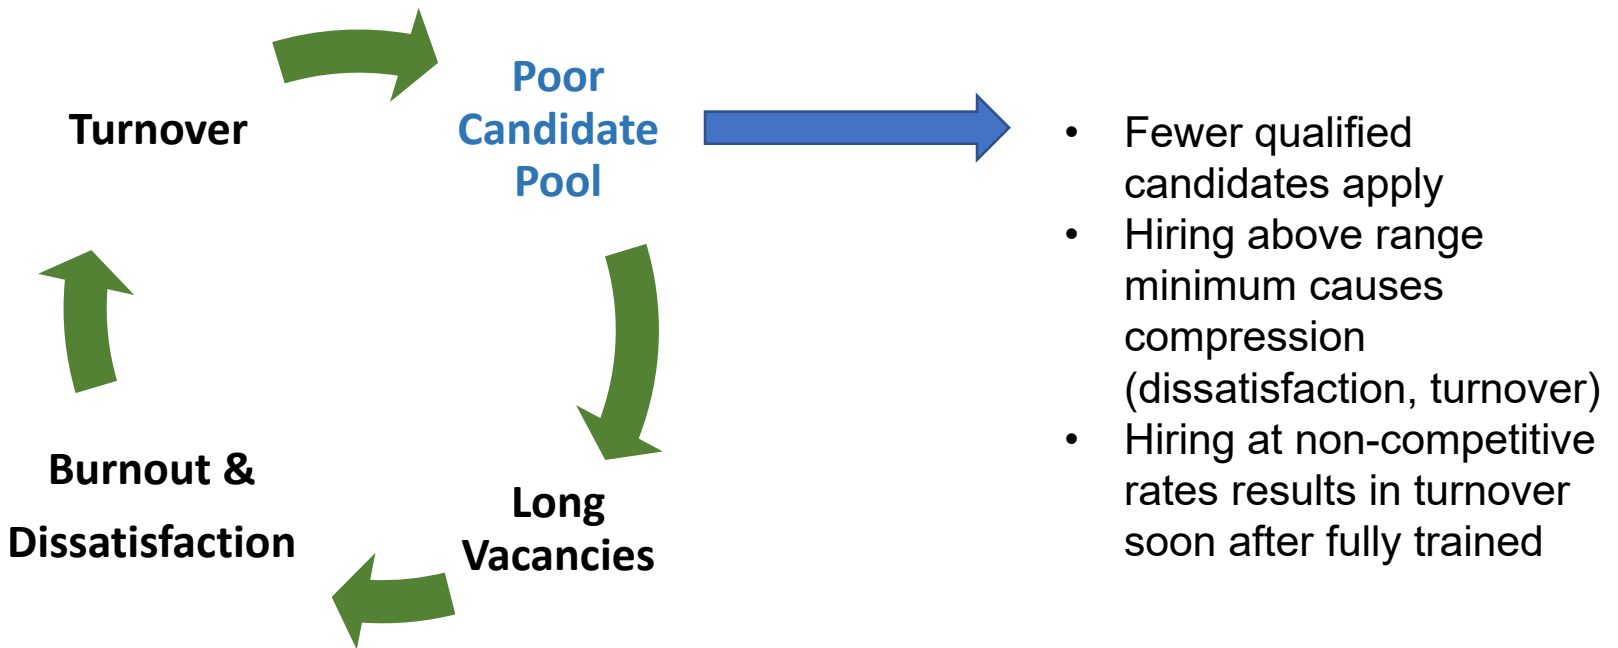 Turnover
Poor
Candidate
Pool
Long
Vacancies
Burnout &
Dissatisfaction
• Fewer qualified
candidates apply
• Hiring above range
minimum causes
compression
(dissatisfaction, turnover)
• Hiring at non-competitive
rates results in turnover
soon after fully trained